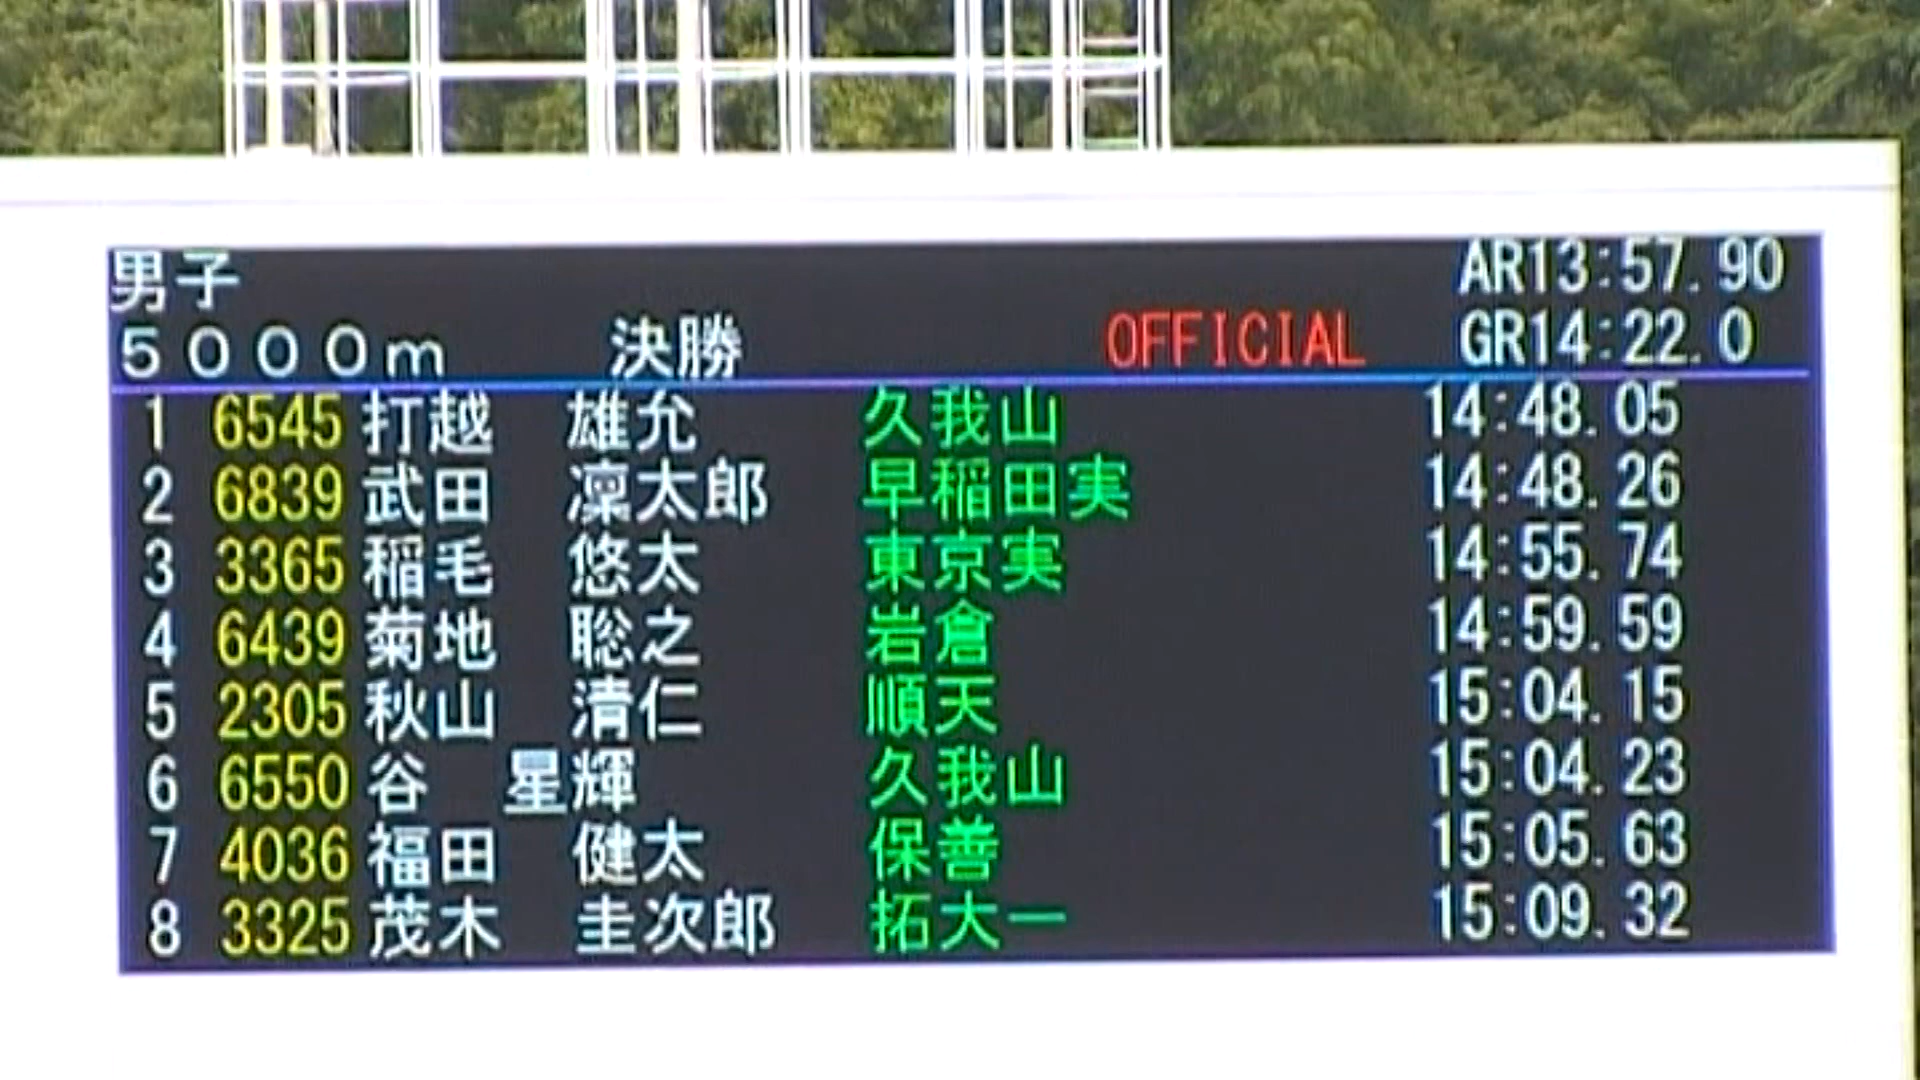 男子 AR13:57.90
5000m 決勝 OFFICIAL GR14:22.0
1 6545 打越 雄允 久我山 14:48.05
2 6839 武田 凜太郎 早稲田実 14:48.26
3 3365 稲毛 悠太 東京実 14:55.74
4 6439 菊地 聡之 岩倉 14:59.59
5 2305 秋山 清仁 順天 15:04.15
6 6550 谷 星輝 久我山 15:04.23
7 4036 福田 健太 保善 15:05.63
8 3325 茂木 圭次郎 拓大一 15:09.32